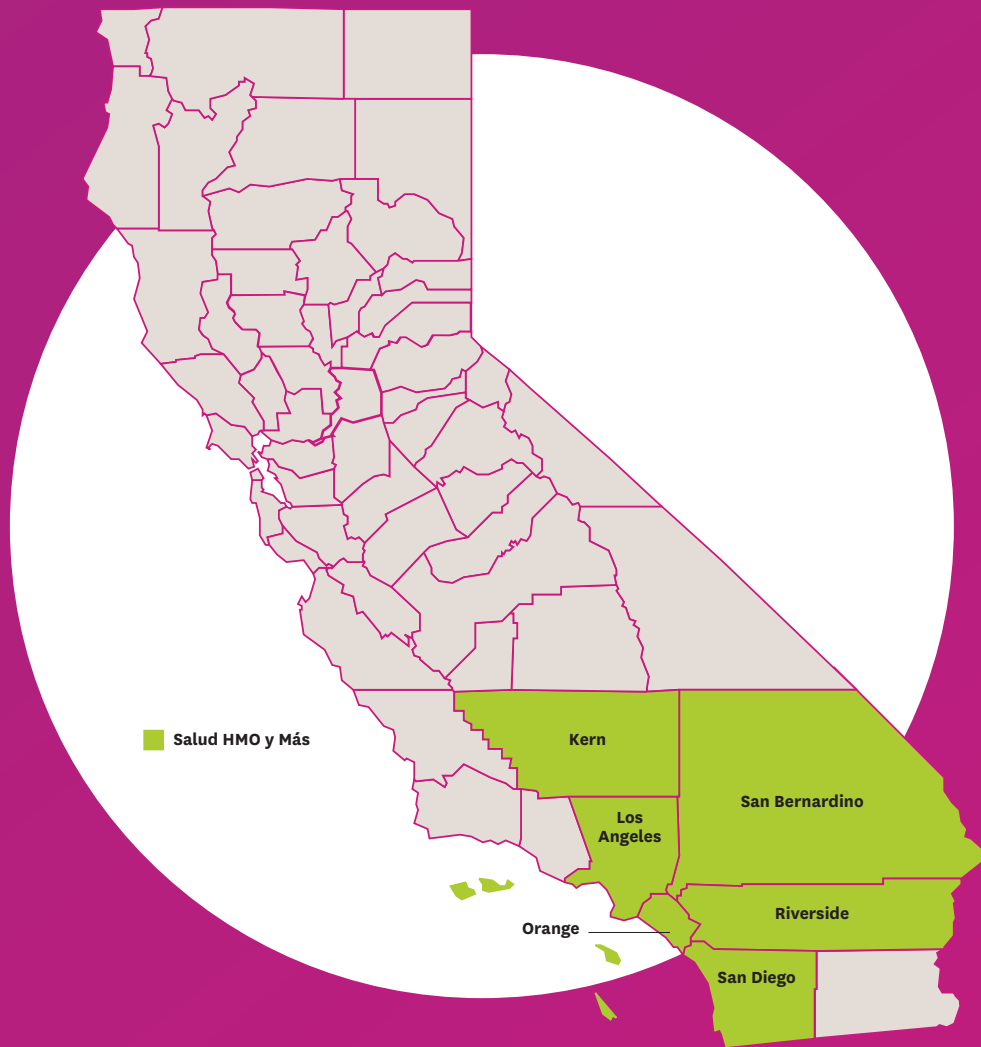 Salud HMO y Más
Kern
San Bernardino
Los
Angeles
Riverside
Orange
San Diego